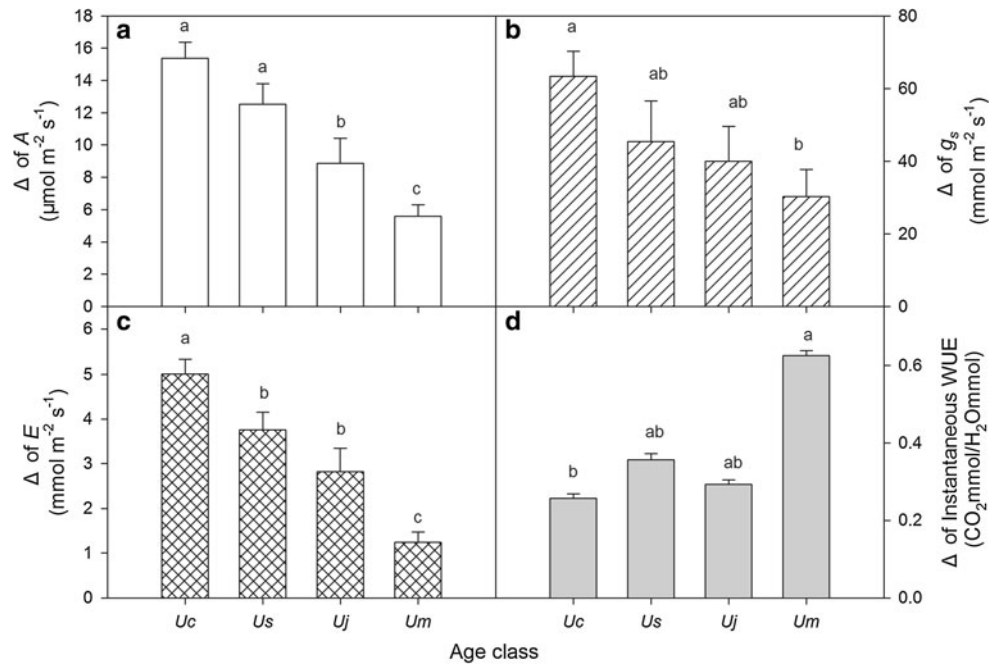 a
b
18
16
14
12
10
8
6
4
2
0
Δ of A
(µmol m⁻² s⁻¹)
a
a
b
c
80
60
40
20
0
Δ of gₛ
(mmol m⁻² s⁻¹)
a
ab
ab
b
c
d
6
5
4
3
2
1
0
Δ of E
(mmol m⁻² s⁻¹)
a
b
b
c
0.6
0.4
0.2
0.0
Δ of Instantaneous WUE
(CO₂mmol/H₂Ommol)
b
ab
ab
a
Uc Us Uj Um Uc Us Uj Um
Age class